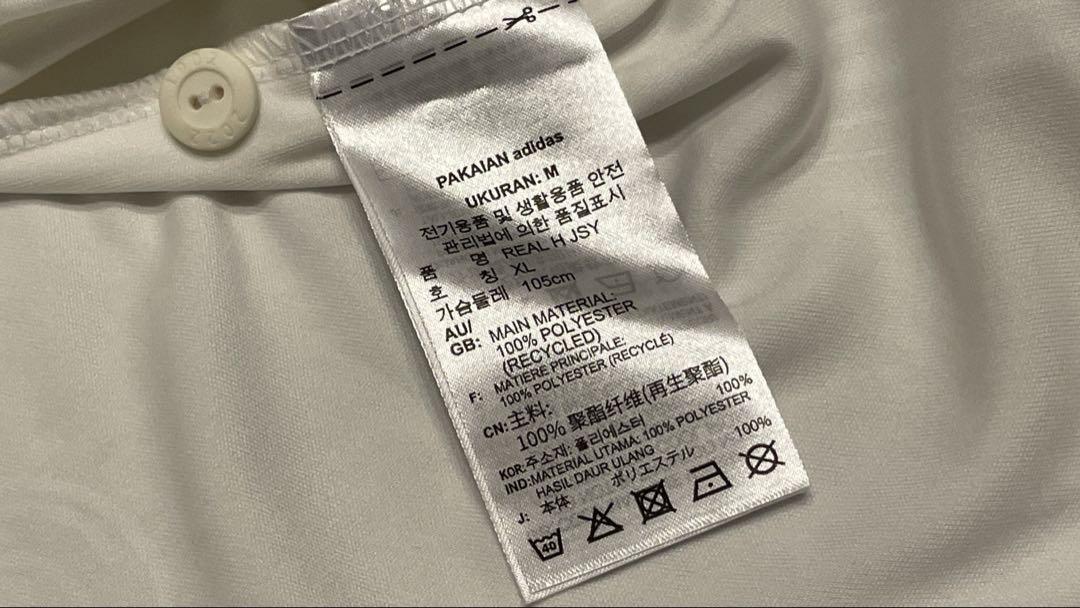 PAKAIAN adidas
UKURAN: M
전기용품 및 생활용품 안전
관리법에 의한 품질표시
품 명 REAL H JSY
호 칭 XL
가슴둘레 105cm
AU/
GB: MAIN MATERIAL:
100% POLYESTER
(RECYCLED)
F: MATIERE PRINCIPALE:
100% POLYESTER (RECYCLÉ)
CN: 主料:
100% 聚酯纤维(再生聚酯)
KOR: 주소재: 폴리에스터 100%
IND: MATERIAL UTAMA: 100% POLYESTER
HASIL DAUR ULANG
J: 本体 ポリエステル 100%
40